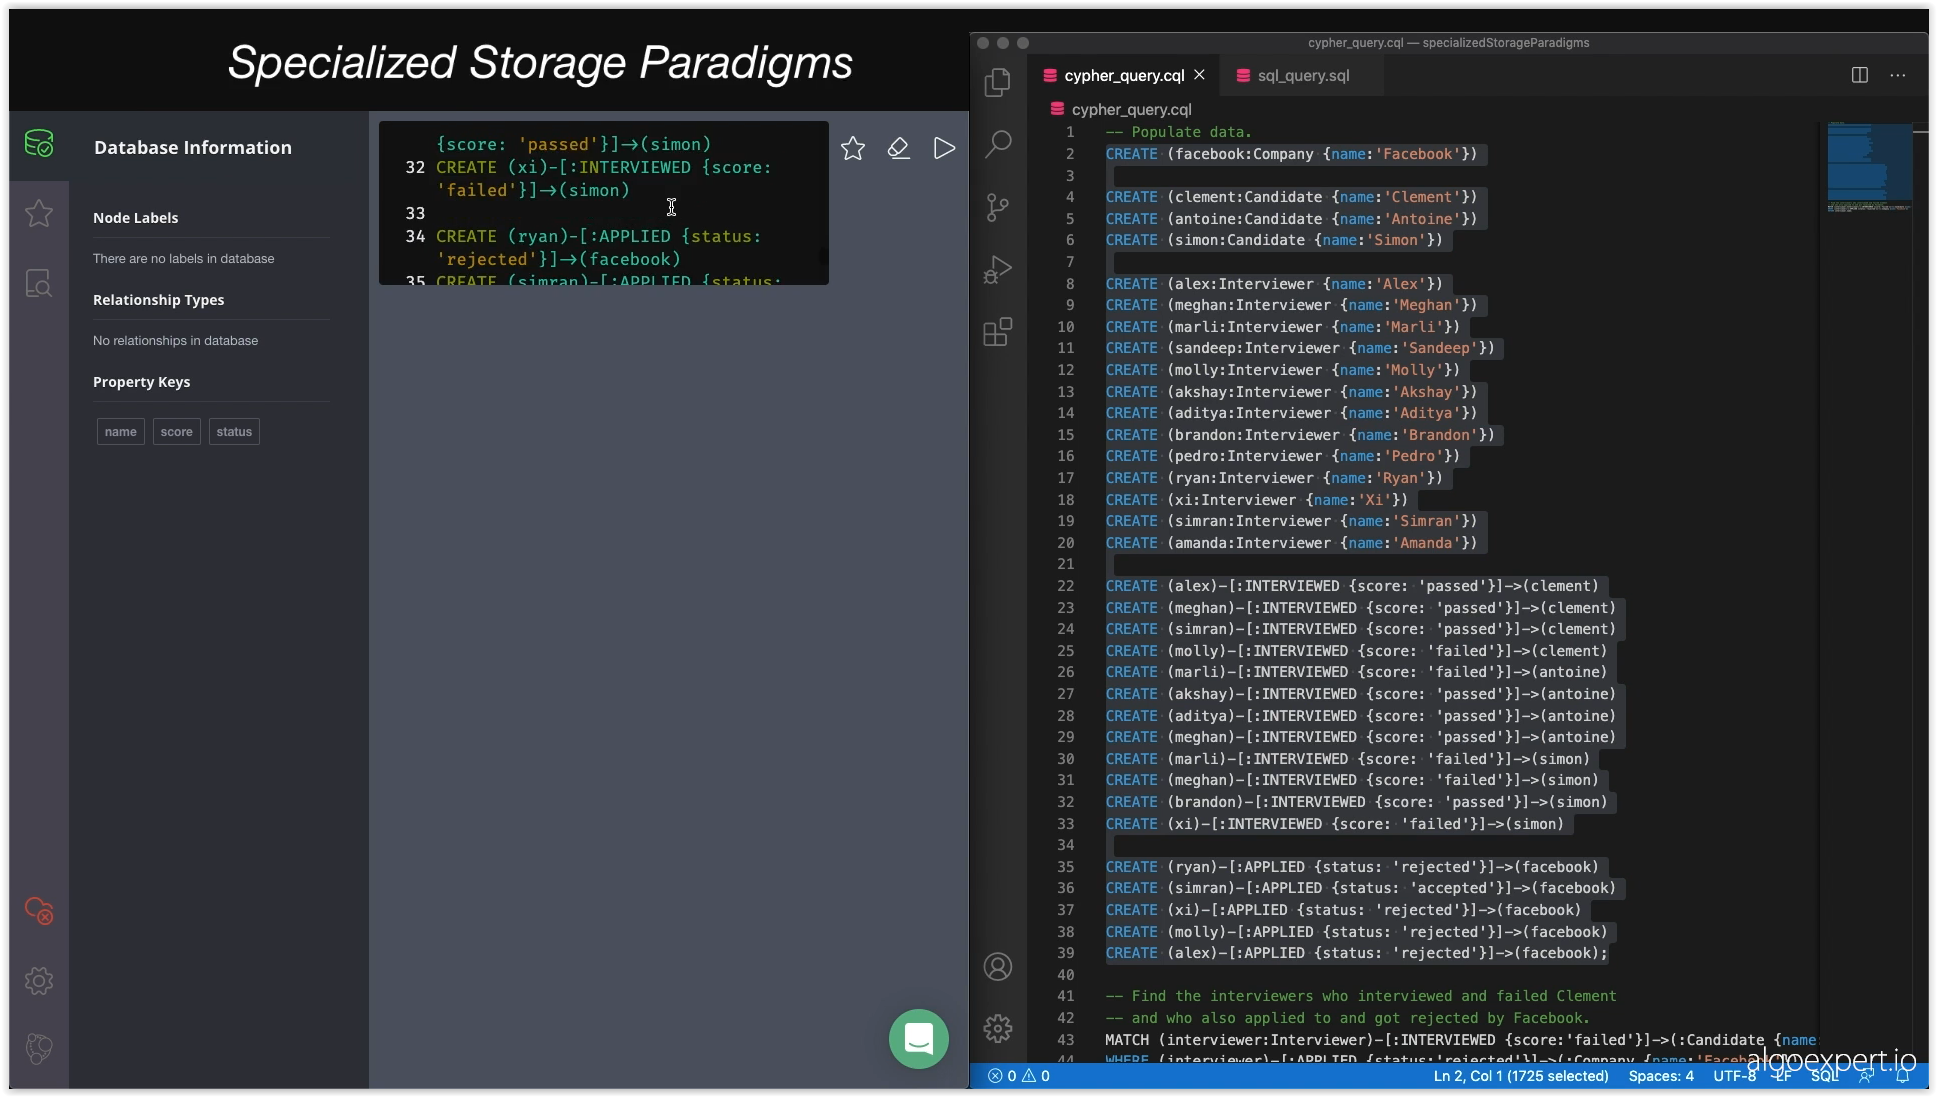 Specialized Storage Paradigms
cypher_query.cql — specializedStorageParadigms
cypher_query.cql
sql_query.sql
cypher_query.cql
Database Information
Node Labels
There are no labels in database
Relationship Types
No relationships in database
Property Keys
name score status
{score: 'passed'}]->(simon)
32 CREATE (xi)-[:INTERVIEWED {score:
'failed'}]->(simon)
33
34 CREATE (ryan)-[:APPLIED {status:
'rejected'}]->(facebook)
35 CREATE (simran)-[:APPLIED {status:
1 -- Populate data.
2 CREATE (facebook:Company {name:'Facebook'})
3
4 CREATE (clement:Candidate {name:'Clement'})
5 CREATE (antoine:Candidate {name:'Antoine'})
6 CREATE (simon:Candidate {name:'Simon'})
7
8 CREATE (alex:Interviewer {name:'Alex'})
9 CREATE (meghan:Interviewer {name:'Meghan'})
10 CREATE (marli:Interviewer {name:'Marli'})
11 CREATE (sandeep:Interviewer {name:'Sandeep'})
12 CREATE (molly:Interviewer {name:'Molly'})
13 CREATE (akshay:Interviewer {name:'Akshay'})
14 CREATE (aditya:Interviewer {name:'Aditya'})
15 CREATE (brandon:Interviewer {name:'Brandon'})
16 CREATE (pedro:Interviewer {name:'Pedro'})
17 CREATE (ryan:Interviewer {name:'Ryan'})
18 CREATE (xi:Interviewer {name:'Xi'})
19 CREATE (simran:Interviewer {name:'Simran'})
20 CREATE (amanda:Interviewer {name:'Amanda'})
21
22 CREATE (alex)-[:INTERVIEWED {score: 'passed'}]->(clement)
23 CREATE (meghan)-[:INTERVIEWED {score: 'passed'}]->(clement)
24 CREATE (simran)-[:INTERVIEWED {score: 'passed'}]->(clement)
25 CREATE (molly)-[:INTERVIEWED {score: 'failed'}]->(clement)
26 CREATE (marli)-[:INTERVIEWED {score: 'failed'}]->(antoine)
27 CREATE (akshay)-[:INTERVIEWED {score: 'passed'}]->(antoine)
28 CREATE (aditya)-[:INTERVIEWED {score: 'passed'}]->(antoine)
29 CREATE (meghan)-[:INTERVIEWED {score: 'passed'}]->(antoine)
30 CREATE (marli)-[:INTERVIEWED {score: 'failed'}]->(simon)
31 CREATE (meghan)-[:INTERVIEWED {score: 'failed'}]->(simon)
32 CREATE (brandon)-[:INTERVIEWED {score: 'passed'}]->(simon)
33 CREATE (xi)-[:INTERVIEWED {score: 'failed'}]->(simon)
34
35 CREATE (ryan)-[:APPLIED {status: 'rejected'}]->(facebook)
36 CREATE (simran)-[:APPLIED {status: 'accepted'}]->(facebook)
37 CREATE (xi)-[:APPLIED {status: 'rejected'}]->(facebook)
38 CREATE (molly)-[:APPLIED {status: 'rejected'}]->(facebook)
39 CREATE (alex)-[:APPLIED {status: 'rejected'}]->(facebook);
40
41 -- Find the interviewers who interviewed and failed Clement
42 -- and who also applied to and got rejected by Facebook.
43 MATCH (interviewer:Interviewer)-[:INTERVIEWED {score:'failed'}]->(:Candidate {name:
44 WHERE (interviewer)-[:APPLIED {status:'rejected'}]->(:Company {name:'Facebook
algoexpert.io
0 0 Ln 2, Col 1 (1725 selected) Spaces: 4 UTF-8 LF SQL